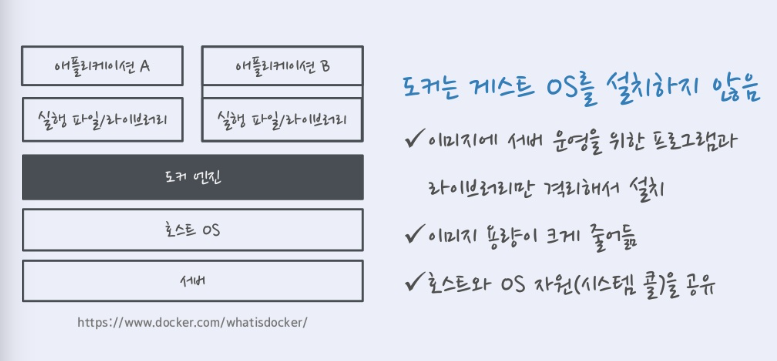 애플리케이션 A
애플리케이션 B
실행 파일/라이브러리
실행 파일/라이브러리
도커 엔진
호스트 OS
서버
https://www.docker.com/whatisdocker/
도커는 게스트 OS를 설치하지 않음
✓이미지에 서버 운영을 위한 프로그램과
라이브러리만 격리해서 설치
✓이미지 용량이 크게 줄어듦
✓호스트와 OS 자원(시스템 콜)을 공유